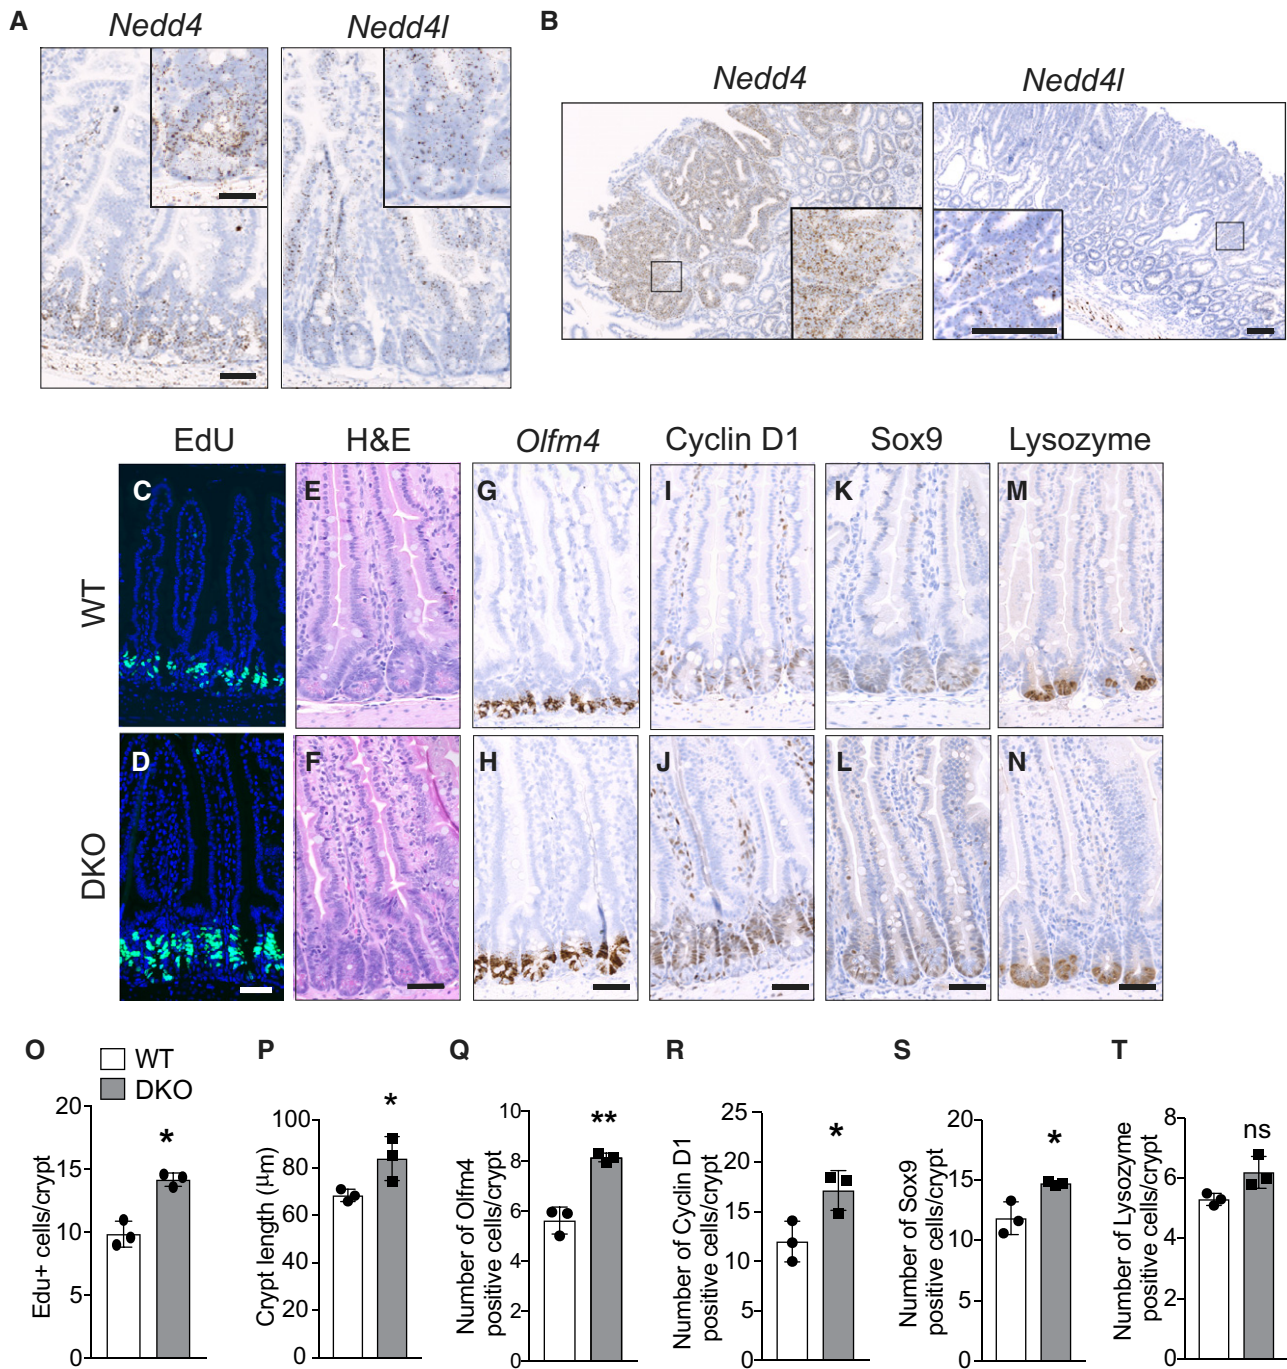 A
Nedd4
Nedd4l
B
Nedd4
Nedd4l
EdU
H&E
Olfm4
Cyclin D1
Sox9
Lysozyme
WT
C
E
G
I
K
M
DKO
D
F
H
J
L
N
O
WT
DKO
Edu+ cells/crypt
20
15
10
5
0
*
P
Crypt length (µm)
100
80
60
40
20
0
*
Q
Number of Olfm4
positive cells/crypt
10
8
6
4
2
0
**
R
Number of Cyclin D1
positive cells/crypt
25
20
15
10
5
0
*
S
Number of Sox9
positive cells/crypt
20
15
10
5
0
*
T
Number of Lysozyme
positive cells/crypt
8
6
4
2
0
ns